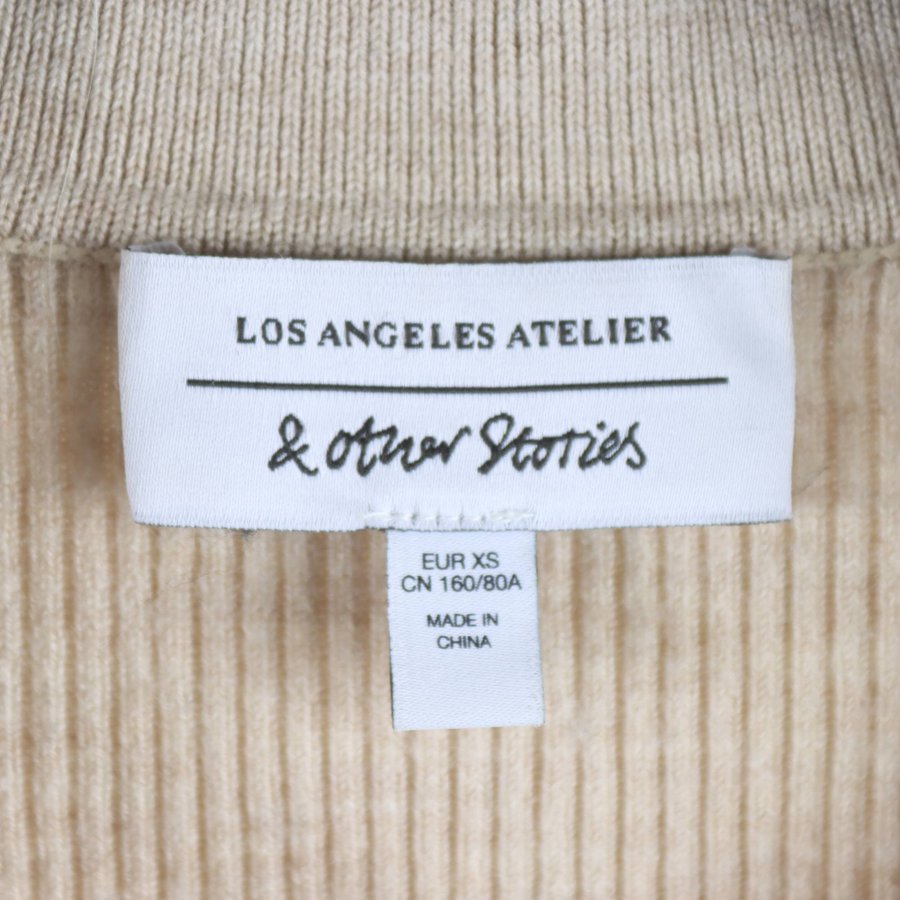 LOS ANGELES ATELIER
& other Stories
EUR XS
CN 160/80A
MADE IN
CHINA